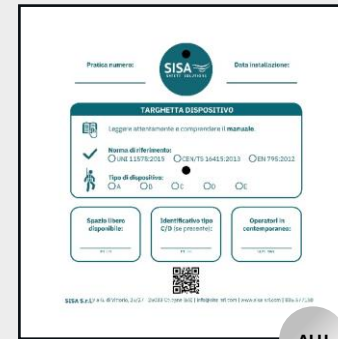 Pratica numero:
SISA
SAFETY SOLUTIONS
Data installazione:
TARGHETTA DISPOSITIVO
Leggere attentamente e comprendere il manuale.
Norma di riferimento:
UNI 11578:2015 CEN/TS 16415:2013 EN 795:2012
Tipo di dispositivo:
A B C D E
Spazio libero
disponibile:
Identificativo tipo
C/D (se presente):
Operatori in
contemporanea:
SISA S.r.l.
ALU